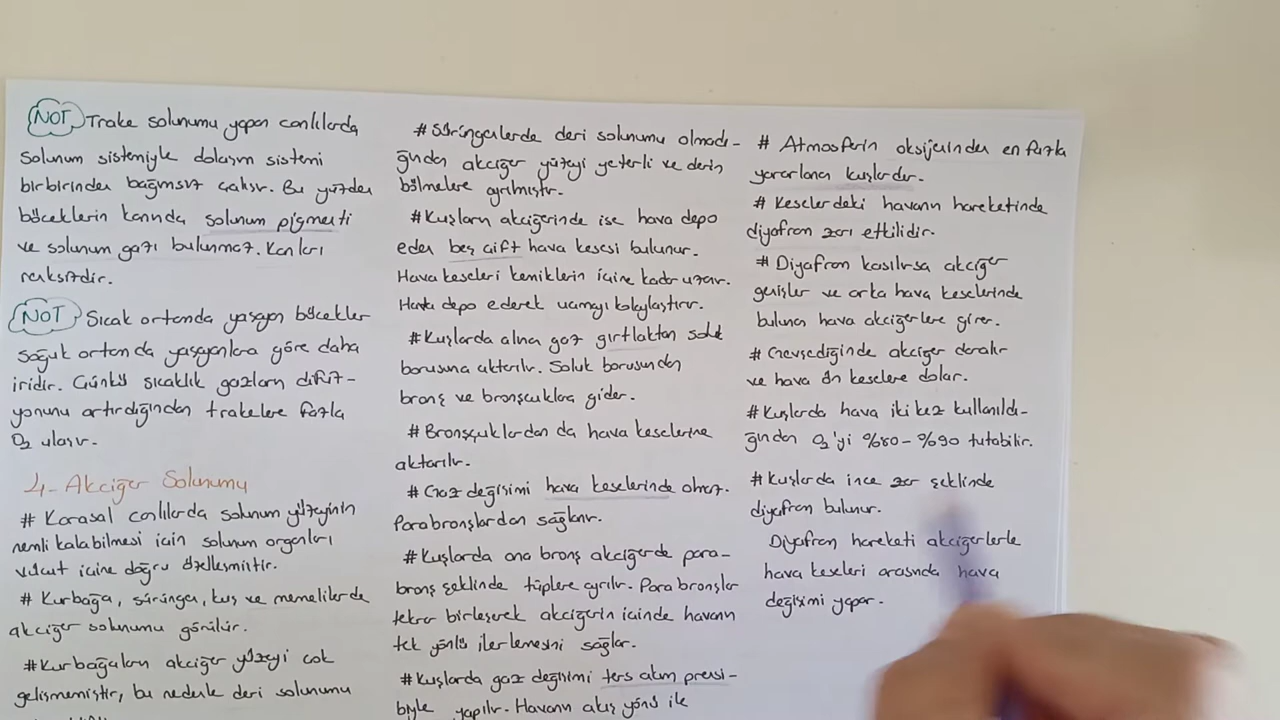 NOT Trake solunumu yapan canlılarda
solunum sistemiyle dolaşım sistemi
birbirinden bağımsız çalışır. Bu yüzden
böceklerin kanında solunum pigmenti
ve solunum gazı bulunmaz. Kanları
renksizdir.
NOT Sıcak ortamda yaşayan böcekler
soğuk ortamda yaşayanlara göre daha
iridir. Çünkü sıcaklık gazların difüz-
yonunu artırdığından trakelere fazla
O₂ ulaşır.
4- Akciğer Solunumu
# Karasal canlılarda solunum yüzeyinin
nemli kalabilmesi için solunum organları
vücut içine doğru özelleşmiştir.
# Kurbağa, sürüngen, kuş ve memelilerde
akciğer solunumu görülür.
# Kurbağaların akciğer yüzeyi çok
gelişmemiştir, bu nedenle deri solunumu
# Sürüngenlerde deri solunumu olmadı-
ğından akciğer yüzeyi yeterli ve derin
bölmelere ayrılmıştır.
# Kuşların akciğerinde ise hava depo
eden beş çift hava kesesi bulunur.
Hava keseleri kemiklerin içine kadar uzar.
Hava depo ederek uçmayı kolaylaştırır.
# Kuşlarda alınan gaz gırtlaktan soluk
borusuna aktarılır. Soluk borusundan
bronş ve bronşcuklara gider.
# Bronşçuklardan da hava keselerine
aktarılır.
# Gaz değişimi hava keselerinde olmaz.
Parabronşlardan sağlanır.
# Kuşlarda ana bronş akciğerde para-
bronş şeklinde tüplere ayrılır. Parabronşlar
tekrar birleşerek akciğerin içinde havanın
tek yönlü ilerlemesini sağlar.
# Kuşlarda gaz değişimi ters akım prensi-
biyle yapılır. Havanın akış yönü ile
# Atmosferin oksijeninden en fazla
yararlanan kuşlardır.
# Keselerdeki havanın hareketinde
diyafram zarı etkilidir.
# Diyafram kasılırsa akciğer
genişler ve arka hava keselerinde
bulunan hava akciğerlere girer.
# Gevşediğinde akciğer daralır
ve hava ön keselere dolar.
# Kuşlarda hava iki kez kullanıldı-
ğından O₂'yi %80-%90 tutabilir.
# Kuşlarda ince zar şeklinde
diyafram bulunur.
Diyafram hareketi akciğerlerle
hava keseleri arasında hava
değişimi yapar.